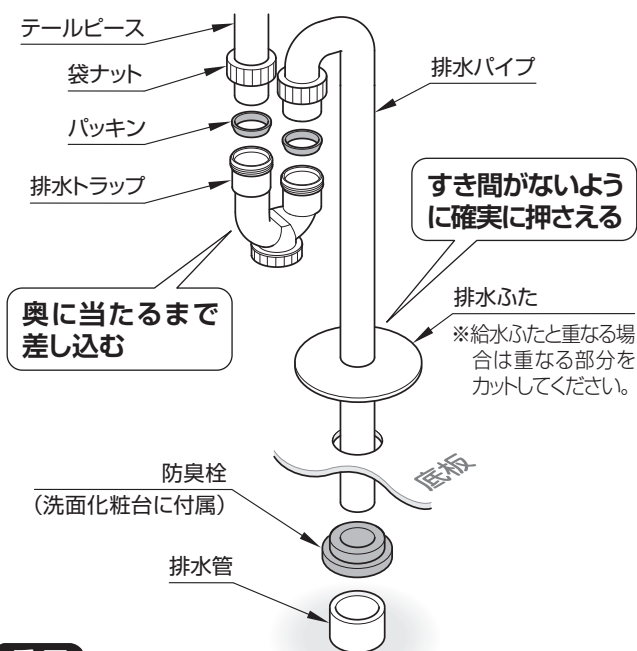 テールピース
袋ナット
パッキン
排水トラップ
排水パイプ
すき間がないよう
に確実に押さえる
奥に当たるまで
差し込む
排水ふた
※給水ふたと重なる場
合は重なる部分を
カットしてください。
底板
防臭栓
(洗面化粧台に付属)
排水管